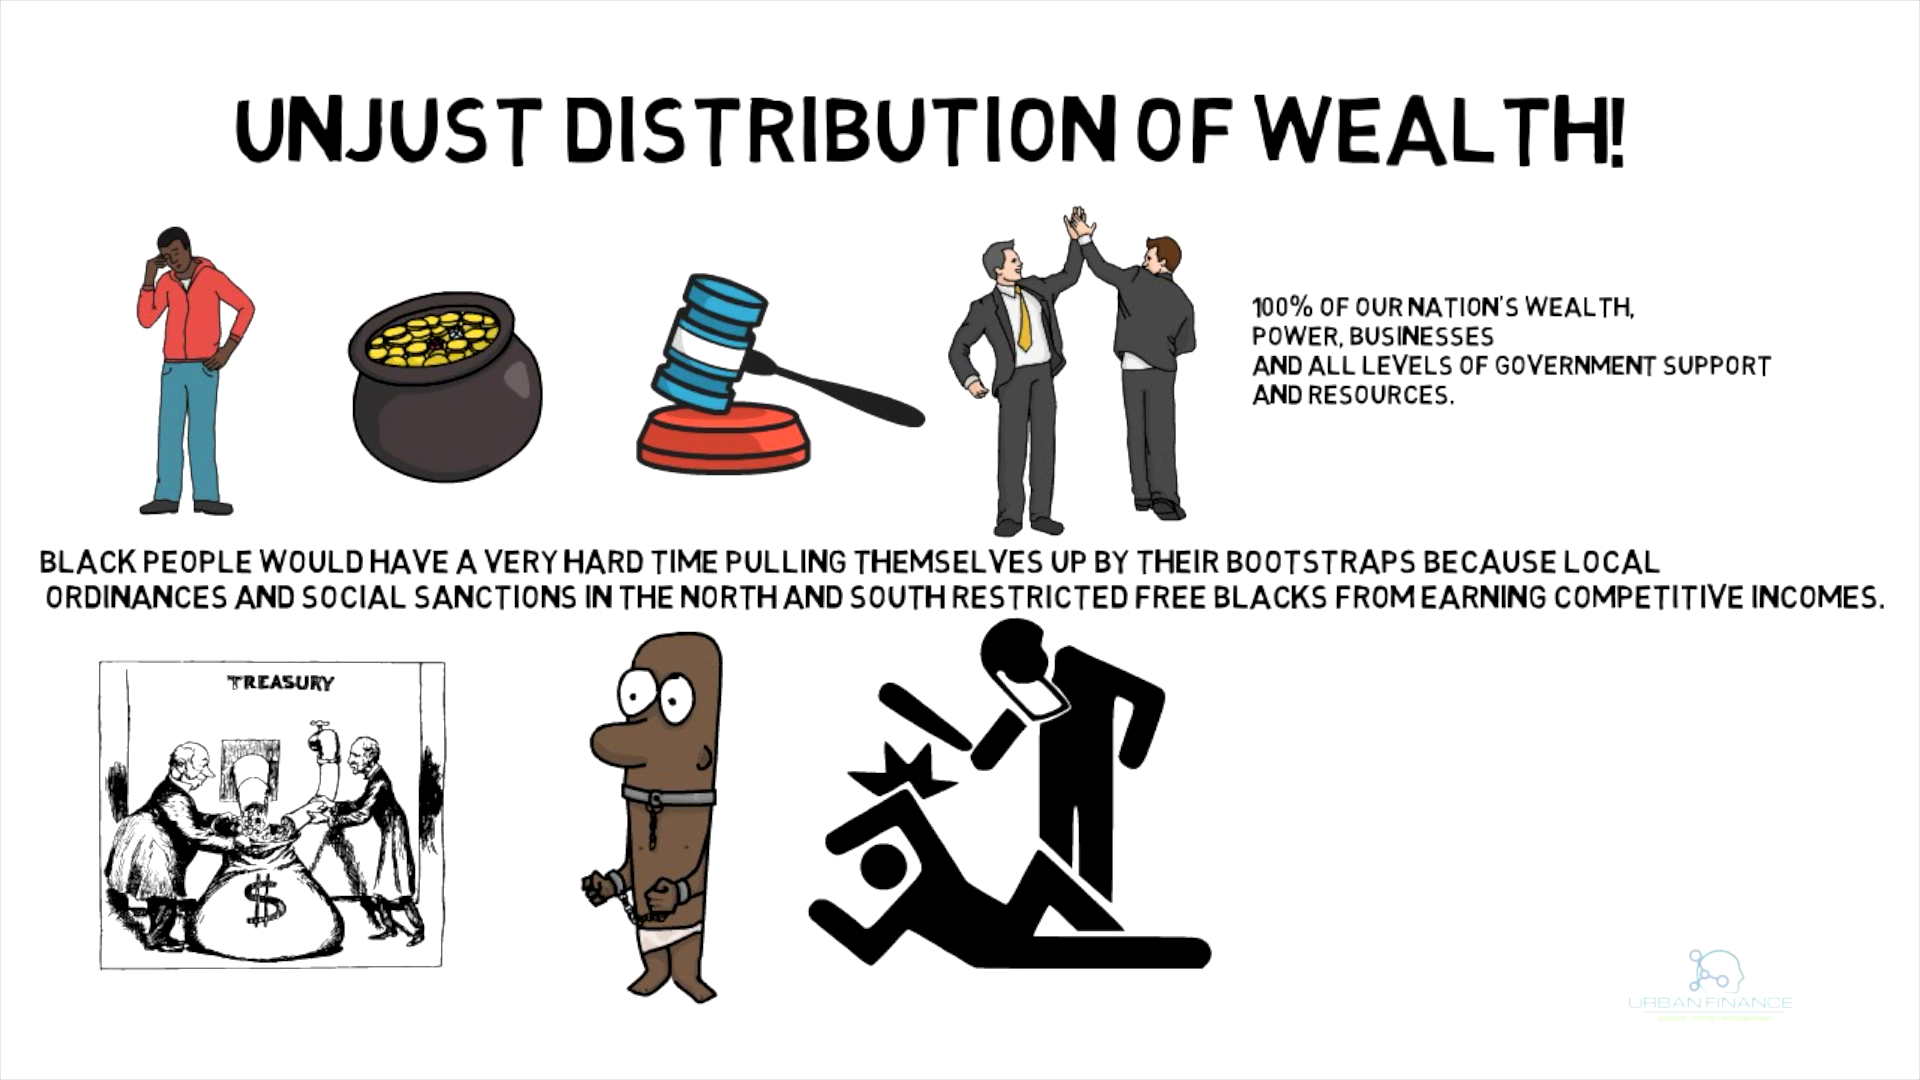 UNJUST DISTRIBUTION OF WEALTH!
100% OF OUR NATION'S WEALTH,
POWER, BUSINESSES
AND ALL LEVELS OF GOVERNMENT SUPPORT
AND RESOURCES.
BLACK PEOPLE WOULD HAVE A VERY HARD TIME PULLING THEMSELVES UP BY THEIR BOOTSTRAPS BECAUSE LOCAL
ORDINANCES AND SOCIAL SANCTIONS IN THE NORTH AND SOUTH RESTRICTED FREE BLACKS FROM EARNING COMPETITIVE INCOMES.
TREASURY
$
URBAN FINANCE